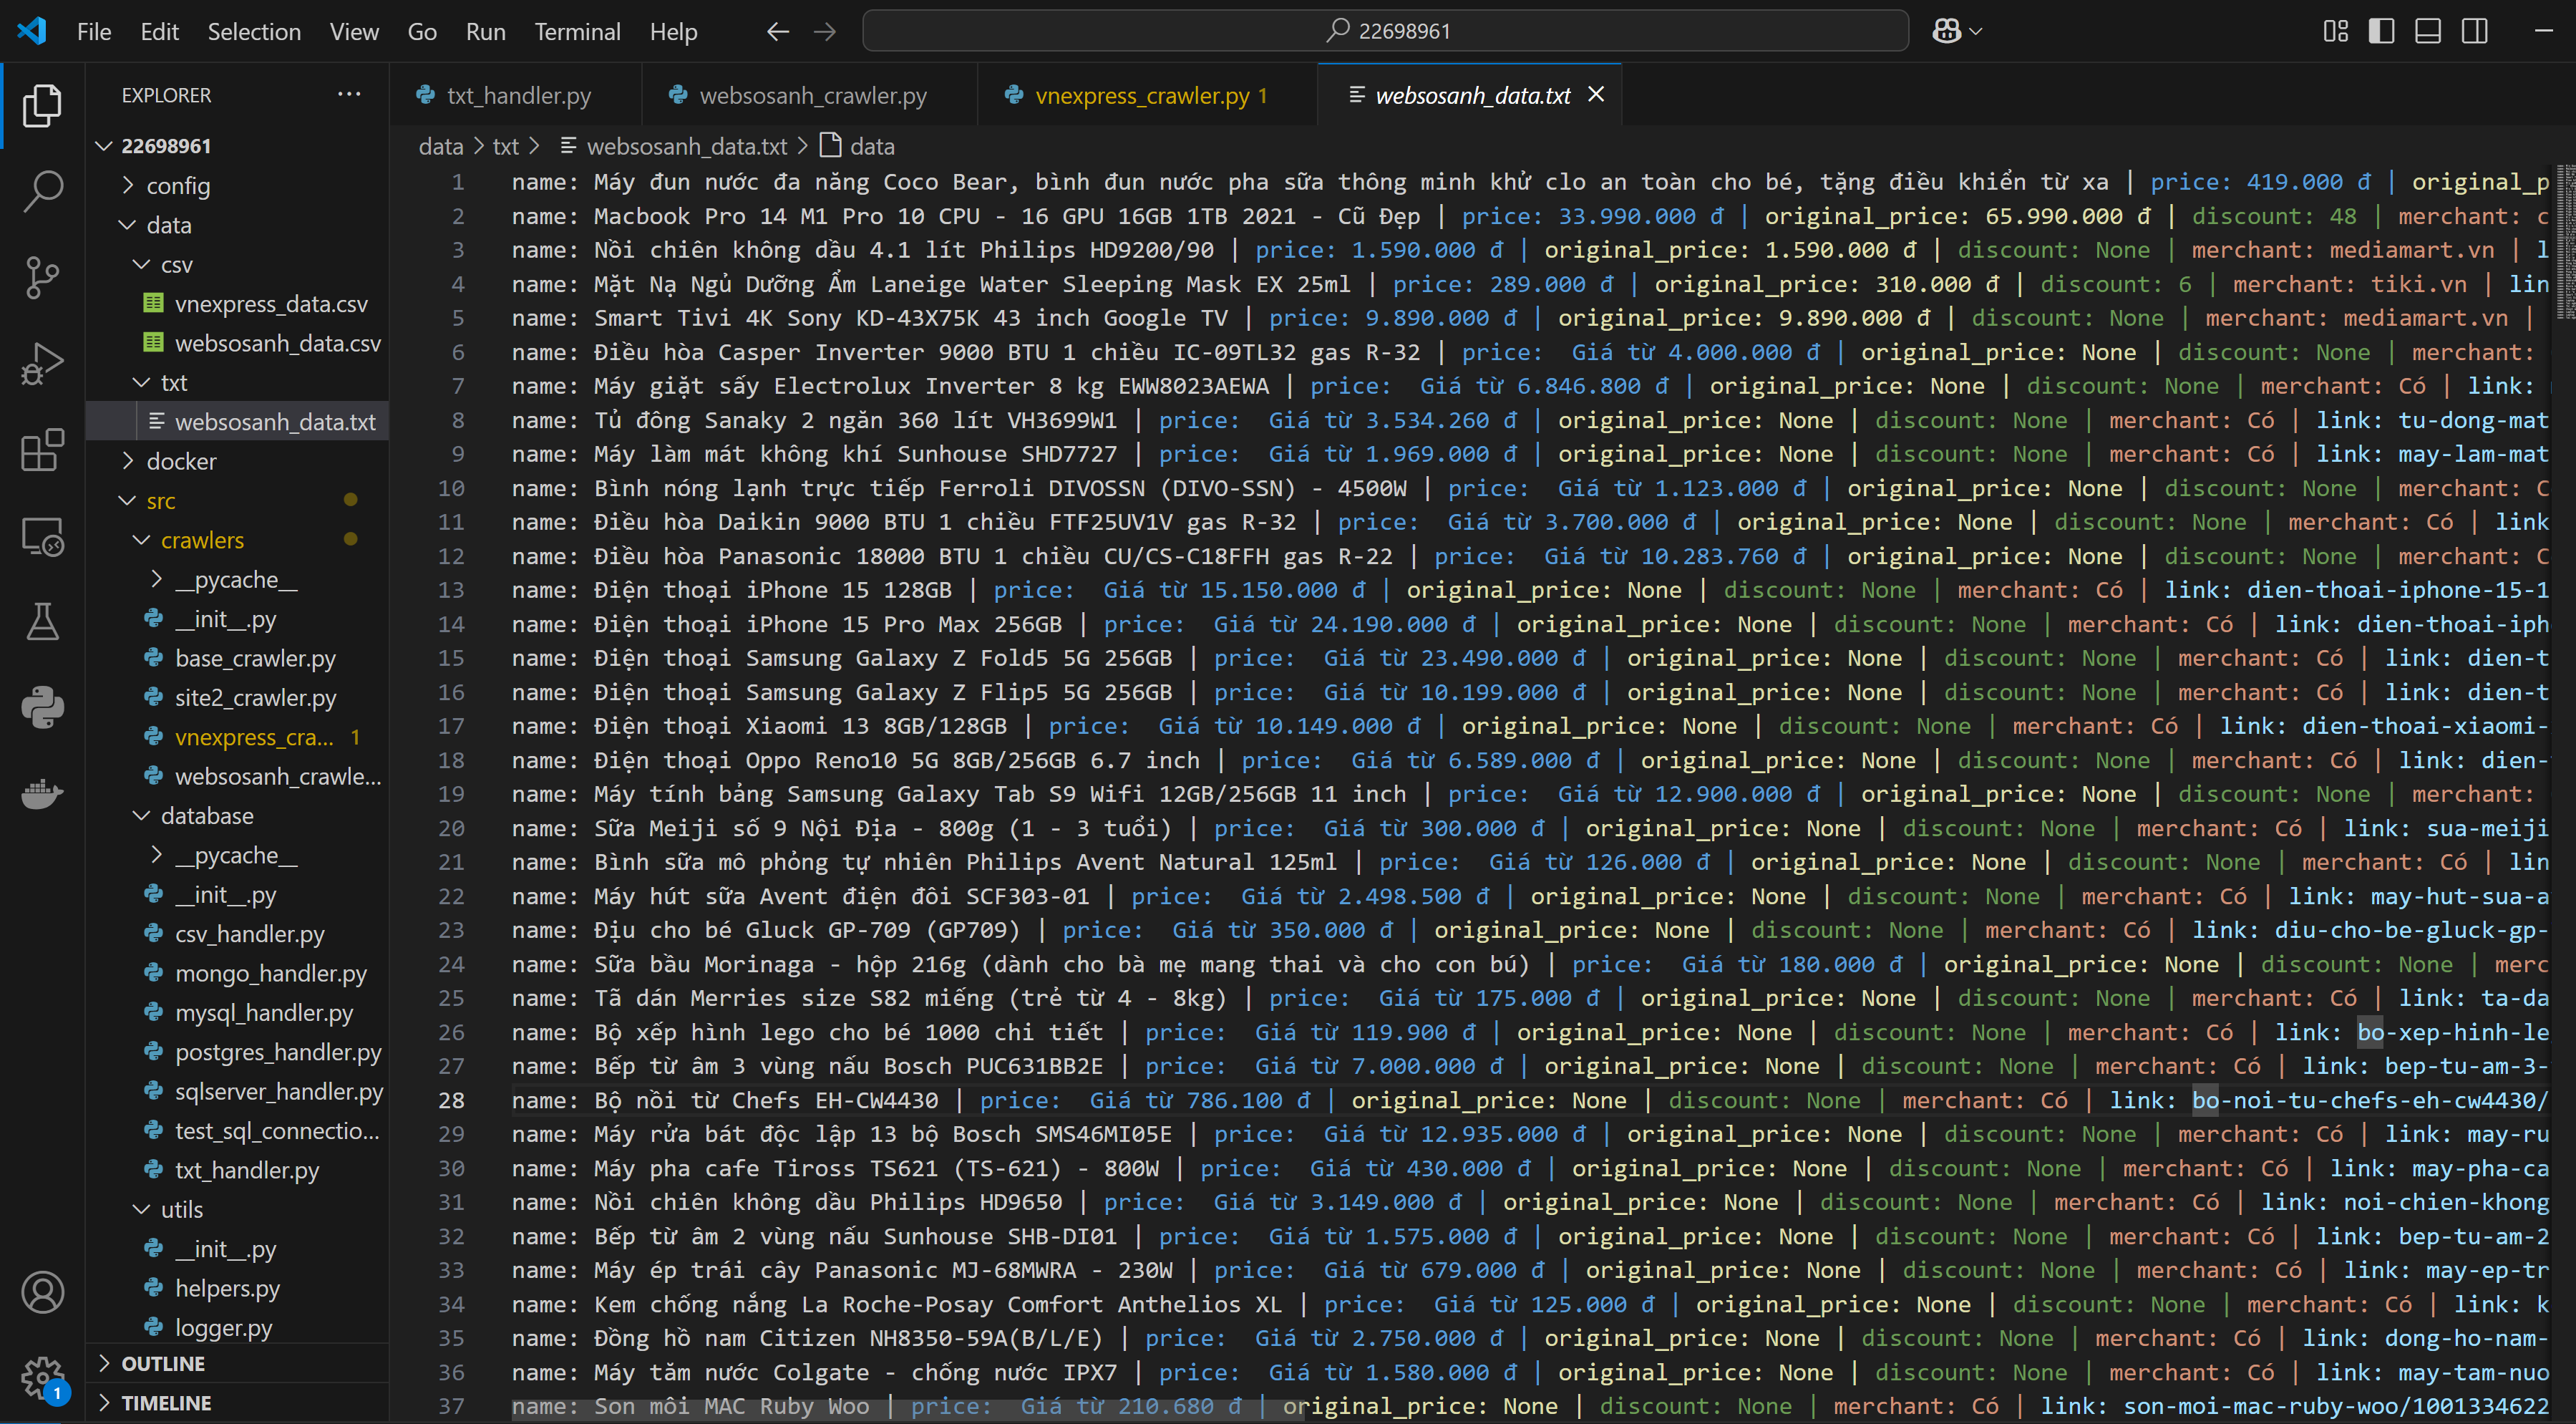 File Edit Selection View Go Run Terminal Help
22698961
EXPLORER
22698961
config
data
csv
vnexpress_data.csv
websosanh_data.csv
txt
websosanh_data.txt
docker
src
crawlers
__pycache__
__init__.py
base_crawler.py
site2_crawler.py
vnexpress_cra... 1
websosanh_crawle...
database
__pycache__
__init__.py
csv_handler.py
mongo_handler.py
mysql_handler.py
postgres_handler.py
sqlserver_handler.py
test_sql_connectio...
txt_handler.py
utils
__init__.py
helpers.py
logger.py
OUTLINE
TIMELINE
1
txt_handler.py websosanh_crawler.py vnexpress_crawler.py 1 websosanh_data.txt
data > txt > websosanh_data.txt > data
1 name: Máy đun nước đa năng Coco Bear, bình đun nước pha sữa thông minh khử clo an toàn cho bé, tặng điều khiển từ xa | price: 419.000 đ | original_p
2 name: Macbook Pro 14 M1 Pro 10 CPU - 16 GPU 16GB 1TB 2021 - Cũ Đẹp | price: 33.990.000 đ | original_price: 65.990.000 đ | discount: 48 | merchant: c
3 name: Nồi chiên không dầu 4.1 lít Philips HD9200/90 | price: 1.590.000 đ | original_price: 1.590.000 đ | discount: None | merchant: mediamart.vn | l
4 name: Mặt Nạ Ngủ Dưỡng Ẩm Laneige Water Sleeping Mask EX 25ml | price: 289.000 đ | original_price: 310.000 đ | discount: 6 | merchant: tiki.vn | lin
5 name: Smart Tivi 4K Sony KD-43X75K 43 inch Google TV | price: 9.890.000 đ | original_price: 9.890.000 đ | discount: None | merchant: mediamart.vn |
6 name: Điều hòa Casper Inverter 9000 BTU 1 chiều IC-09TL32 gas R-32 | price:  Giá từ 4.000.000 đ | original_price: None | discount: None | merchant:
7 name: Máy giặt sấy Electrolux Inverter 8 kg EWW8023AEWA | price:  Giá từ 6.846.800 đ | original_price: None | discount: None | merchant: Có | link:
8 name: Tủ đông Sanaky 2 ngăn 360 lít VH3699W1 | price:  Giá từ 3.534.260 đ | original_price: None | discount: None | merchant: Có | link: tu-dong-mat
9 name: Máy làm mát không khí Sunhouse SHD7727 | price:  Giá từ 1.969.000 đ | original_price: None | discount: None | merchant: Có | link: may-lam-mat
10 name: Bình nóng lạnh trực tiếp Ferroli DIVOSSN (DIVO-SSN) - 4500W | price:  Giá từ 1.123.000 đ | original_price: None | discount: None | merchant: C
11 name: Điều hòa Daikin 9000 BTU 1 chiều FTF25UV1V gas R-32 | price:  Giá từ 3.700.000 đ | original_price: None | discount: None | merchant: Có | link
12 name: Điều hòa Panasonic 18000 BTU 1 chiều CU/CS-C18FFH gas R-22 | price:  Giá từ 10.283.760 đ | original_price: None | discount: None | merchant: C
13 name: Điện thoại iPhone 15 128GB | price:  Giá từ 15.150.000 đ | original_price: None | discount: None | merchant: Có | link: dien-thoai-iphone-15-1
14 name: Điện thoại iPhone 15 Pro Max 256GB | price:  Giá từ 24.190.000 đ | original_price: None | discount: None | merchant: Có | link: dien-thoai-iph
15 name: Điện thoại Samsung Galaxy Z Fold5 5G 256GB | price:  Giá từ 23.490.000 đ | original_price: None | discount: None | merchant: Có | link: dien-t
16 name: Điện thoại Samsung Galaxy Z Flip5 5G 256GB | price:  Giá từ 10.199.000 đ | original_price: None | discount: None | merchant: Có | link: dien-t
17 name: Điện thoại Xiaomi 13 8GB/128GB | price:  Giá từ 10.149.000 đ | original_price: None | discount: None | merchant: Có | link: dien-thoai-xiaomi-
18 name: Điện thoại Oppo Reno10 5G 8GB/256GB 6.7 inch | price:  Giá từ 6.589.000 đ | original_price: None | discount: None | merchant: Có | link: dien-
19 name: Máy tính bảng Samsung Galaxy Tab S9 Wifi 12GB/256GB 11 inch | price:  Giá từ 12.900.000 đ | original_price: None | discount: None | merchant:
20 name: Sữa Meiji số 9 Nội Địa - 800g (1 - 3 tuổi) | price:  Giá từ 300.000 đ | original_price: None | discount: None | merchant: Có | link: sua-meiji
21 name: Bình sữa mô phỏng tự nhiên Philips Avent Natural 125ml | price:  Giá từ 126.000 đ | original_price: None | discount: None | merchant: Có | lin
22 name: Máy hút sữa Avent điện đôi SCF303-01 | price:  Giá từ 2.498.500 đ | original_price: None | discount: None | merchant: Có | link: may-hut-sua-a
23 name: Địu cho bé Gluck GP-709 (GP709) | price:  Giá từ 350.000 đ | original_price: None | discount: None | merchant: Có | link: diu-cho-be-gluck-gp-
24 name: Sữa bầu Morinaga - hộp 216g (dành cho bà mẹ mang thai và cho con bú) | price:  Giá từ 180.000 đ | original_price: None | discount: None | merc
25 name: Tã dán Merries size S82 miếng (trẻ từ 4 - 8kg) | price:  Giá từ 175.000 đ | original_price: None | discount: None | merchant: Có | link: ta-da
26 name: Bộ xếp hình lego cho bé 1000 chi tiết | price:  Giá từ 119.900 đ | original_price: None | discount: None | merchant: Có | link: bo-xep-hinh-le
27 name: Bếp từ âm 3 vùng nấu Bosch PUC631BB2E | price:  Giá từ 7.000.000 đ | original_price: None | discount: None | merchant: Có | link: bep-tu-am-3-
28 name: Bộ nồi từ Chefs EH-CW4430 | price:  Giá từ 786.100 đ | original_price: None | discount: None | merchant: Có | link: bo-noi-tu-chefs-eh-cw4430/
29 name: Máy rửa bát độc lập 13 bộ Bosch SMS46MI05E | price:  Giá từ 12.935.000 đ | original_price: None | discount: None | merchant: Có | link: may-ru
30 name: Máy pha cafe Tiross TS621 (TS-621) - 800W | price:  Giá từ 430.000 đ | original_price: None | discount: None | merchant: Có | link: may-pha-ca
31 name: Nồi chiên không dầu Philips HD9650 | price:  Giá từ 3.149.000 đ | original_price: None | discount: None | merchant: Có | link: noi-chien-khong
32 name: Bếp từ âm 2 vùng nấu Sunhouse SHB-DI01 | price:  Giá từ 1.575.000 đ | original_price: None | discount: None | merchant: Có | link: bep-tu-am-2
33 name: Máy ép trái cây Panasonic MJ-68MWRA - 230W | price:  Giá từ 679.000 đ | original_price: None | discount: None | merchant: Có | link: may-ep-tr
34 name: Kem chống nắng La Roche-Posay Comfort Anthelios XL | price:  Giá từ 125.000 đ | original_price: None | discount: None | merchant: Có | link: k
35 name: Đồng hồ nam Citizen NH8350-59A(B/L/E) | price:  Giá từ 2.750.000 đ | original_price: None | discount: None | merchant: Có | link: dong-ho-nam-
36 name: Máy tăm nước Colgate - chống nước IPX7 | price:  Giá từ 1.580.000 đ | original_price: None | discount: None | merchant: Có | link: may-tam-nuo
37 name: Son môi MAC Ruby Woo | price:  Giá từ 210.680 đ | original_price: None | discount: None | merchant: Có | link: son-moi-mac-ruby-woo/1001334622